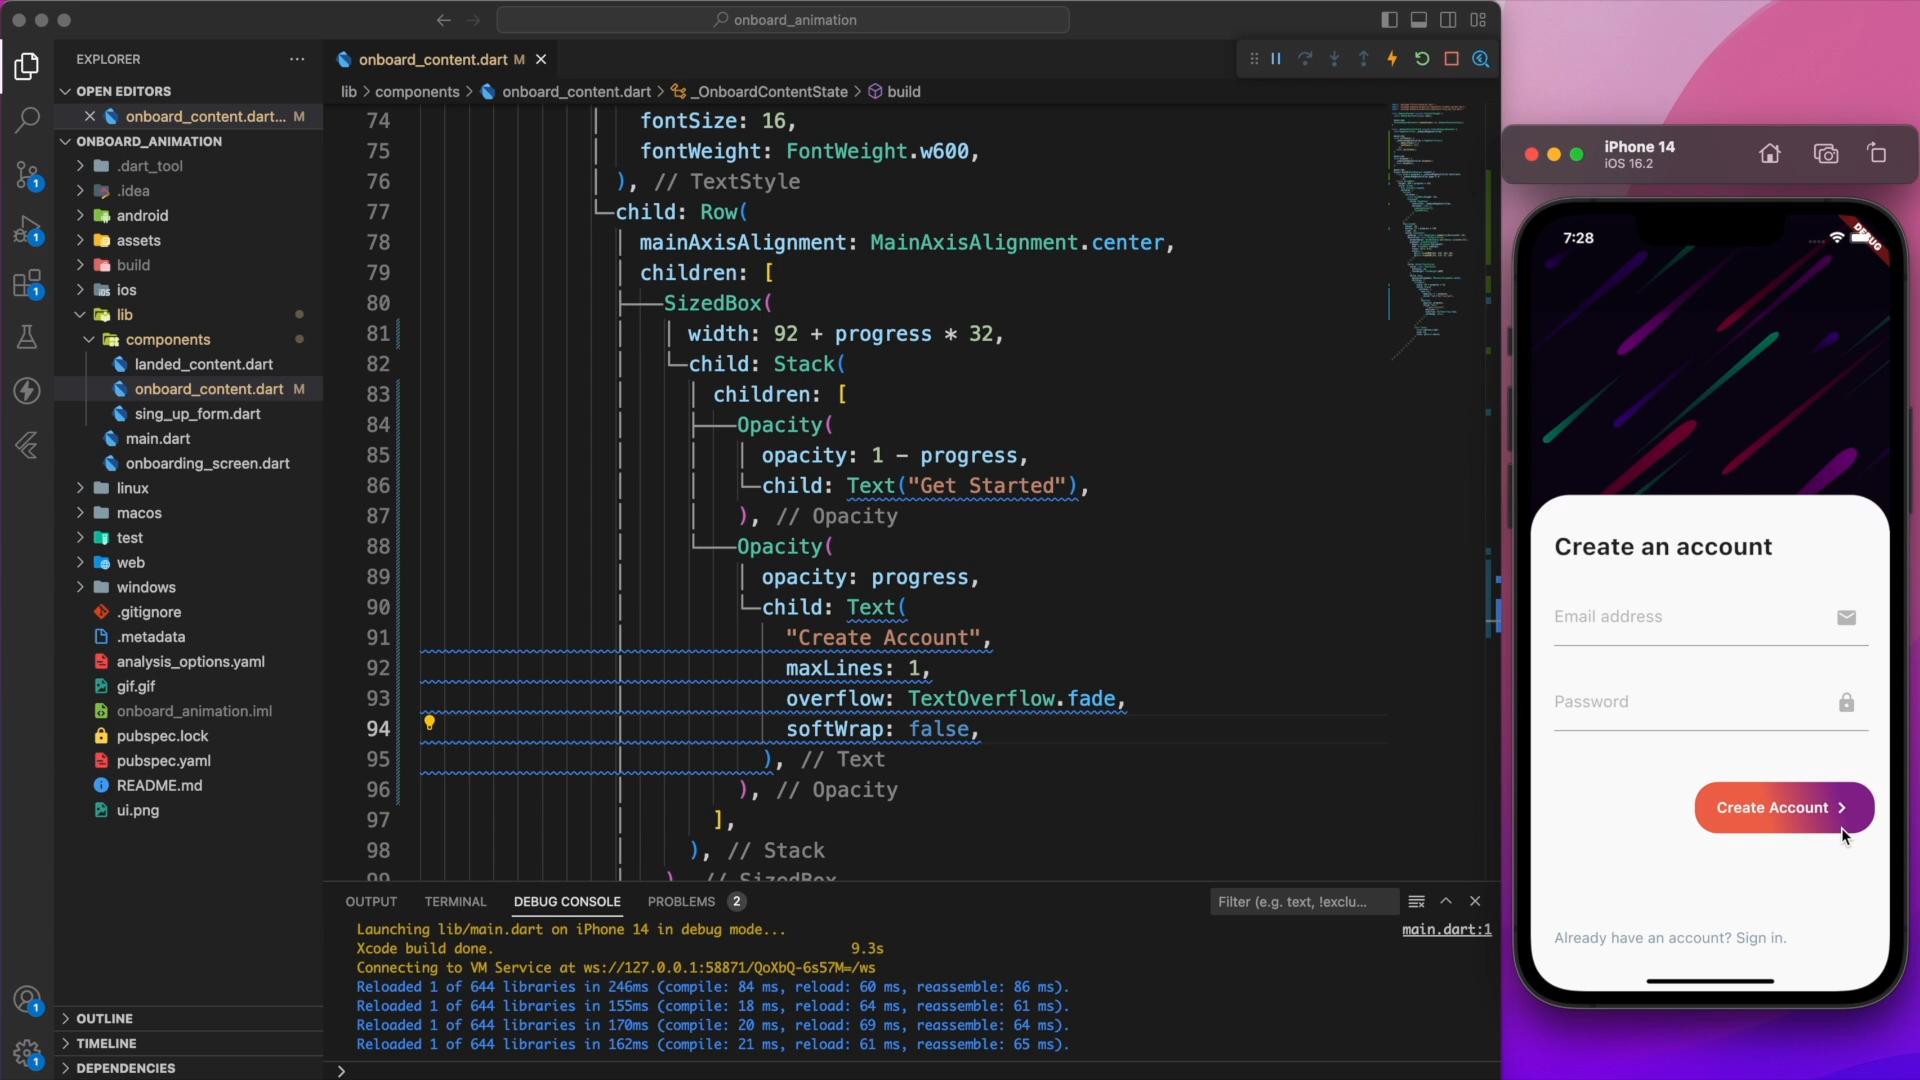 onboard_animation
EXPLORER
OPEN EDITORS
onboard_content.dart... M
ONBOARD_ANIMATION
.dart_tool
.idea
android
assets
build
ios
lib
components
landed_content.dart
onboard_content.dart M
sing_up_form.dart
main.dart
onboarding_screen.dart
linux
macos
test
web
windows
.gitignore
.metadata
analysis_options.yaml
gif.gif
onboard_animation.iml
pubspec.lock
pubspec.yaml
README.md
ui.png
OUTLINE
TIMELINE
DEPENDENCIES
1
1
1
1
1
onboard_content.dart M
lib > components > onboard_content.dart > _OnboardContentState > build
74 fontSize: 16,
75 fontWeight: FontWeight.w600,
76 ), // TextStyle
77 child: Row(
78 mainAxisAlignment: MainAxisAlignment.center,
79 children: [
80 SizedBox(
81 width: 92 + progress * 32,
82 child: Stack(
83 children: [
84 Opacity(
85 opacity: 1 - progress,
86 child: Text("Get Started"),
87 ), // Opacity
88 Opacity(
89 opacity: progress,
90 child: Text(
91 "Create Account",
92 maxLines: 1,
93 overflow: TextOverflow.fade,
94 softWrap: false,
95 ), // Text
96 ), // Opacity
97 ],
98 ), // Stack
99 ), // SizedBox
OUTPUT TERMINAL DEBUG CONSOLE PROBLEMS 2
Filter (e.g. text, !exclu...
Launching lib/main.dart on iPhone 14 in debug mode...
main.dart:1
Xcode build done. 9.3s
Connecting to VM Service at ws://127.0.0.1:58871/QoXbQ-6s57M=/ws
Reloaded 1 of 644 libraries in 246ms (compile: 84 ms, reload: 60 ms, reassemble: 86 ms).
Reloaded 1 of 644 libraries in 155ms (compile: 18 ms, reload: 64 ms, reassemble: 61 ms).
Reloaded 1 of 644 libraries in 170ms (compile: 20 ms, reload: 69 ms, reassemble: 64 ms).
Reloaded 1 of 644 libraries in 162ms (compile: 21 ms, reload: 61 ms, reassemble: 65 ms).
iPhone 14
iOS 16.2
7:28
DEBUG
Create an account
Email address
Password
Create Account
Already have an account? Sign in.